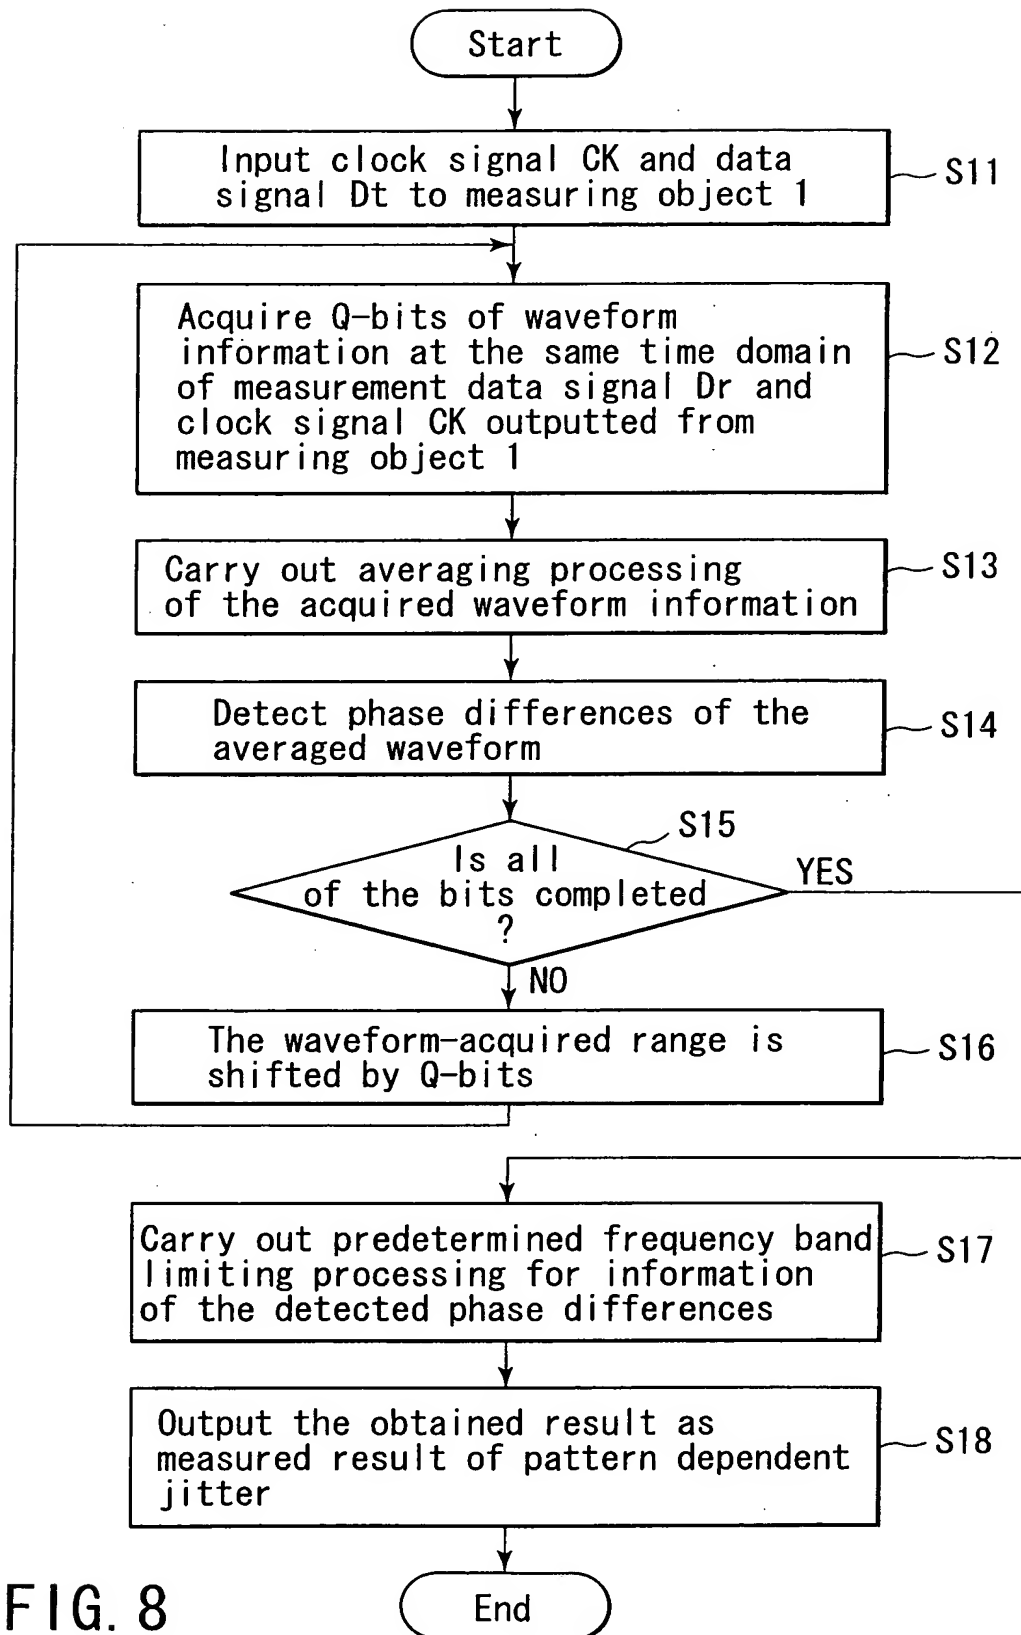 Start
Input clock signal CK and data
signal Dt to measuring object 1
S11
Acquire Q-bits of waveform
information at the same time domain
of measurement data signal Dr and
clock signal CK outputted from
measuring object 1
S12
Carry out averaging processing
of the acquired waveform information
S13
Detect phase differences of the
averaged waveform
S14
S15
Is all
of the bits completed
?
YES
NO
The waveform-acquired range is
shifted by Q-bits
S16
Carry out predetermined frequency band
limiting processing for information
of the detected phase differences
S17
Output the obtained result as
measured result of pattern dependent
jitter
S18
End
FIG. 8